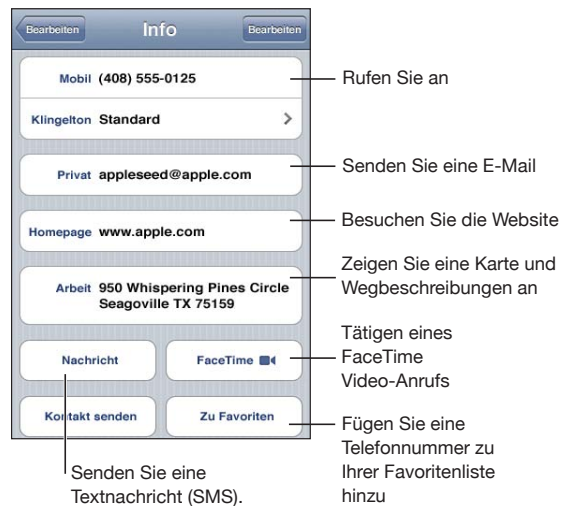 Bearbeiten Info Bearbeiten
Mobil (408) 555-0125
Rufen Sie an
Klingelton Standard
Privat appleseed@apple.com
Senden Sie eine E-Mail
Homepage www.apple.com
Besuchen Sie die Website
Arbeit 950 Whispering Pines Circle
Seagoville TX 75159
Zeigen Sie eine Karte und
Wegbeschreibungen an
Nachricht FaceTime
Tätigen eines
FaceTime
Video-Anrufs
Kontakt senden Zu Favoriten
Fügen Sie eine
Telefonnummer zu
Ihrer Favoritenliste
hinzu
Senden Sie eine
Textnachricht (SMS).